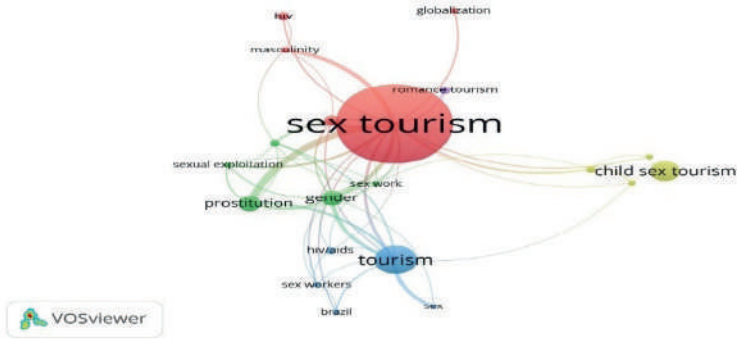 hiv
globalization
masculinity
romance tourism
sex tourism
sexual exploitation
child sex tourism
sex work
gender
prostitution
hiv/aids
tourism
sex workers
sex
brazil
VOSviewer